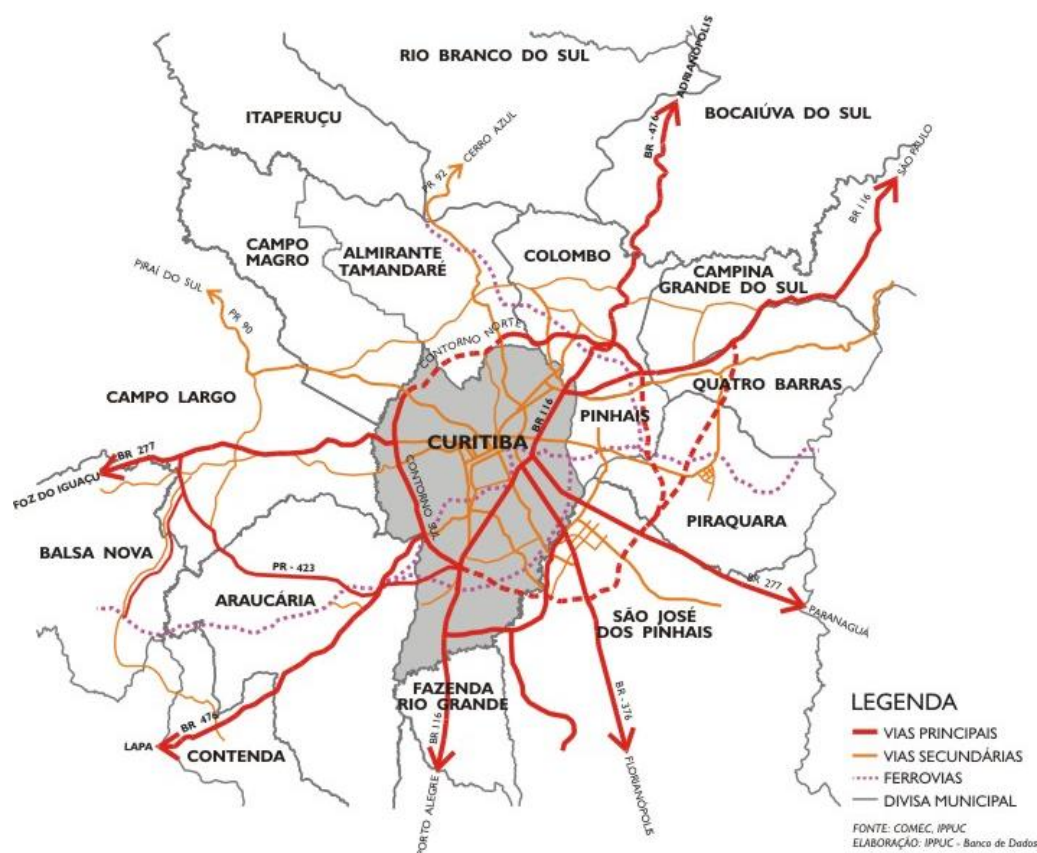 RIO BRANCO DO SUL
ADRIANÓPOLIS
BOCAIÚVA DO SUL
ITAPERUÇU
CERRO AZUL
PR 92
BR - 476
SÃO PAULO
BR 116
CAMPO
MAGRO
ALMIRANTE
TAMANDARÉ
COLOMBO
CAMPINA
GRANDE DO SUL
PIRAÍ DO SUL
PR 90
CONTORNO NORTE
CAMPO LARGO
QUATRO BARRAS
PINHAIS
BR 116
CURITIBA
BR 277
FOZ DO IGUAÇU
CONTORNO SUL
PIRAQUARA
BALSA NOVA
PR - 423
ARAUCÁRIA
BR 277
PARANAGUÁ
SÃO JOSÉ
DOS PINHAIS
FAZENDA
RIO GRANDE
BR 476
LAPA
CONTENDA
BR 116
PORTO ALEGRE
BR - 376
FLORIANÓPOLIS
LEGENDA
VIAS PRINCIPAIS
VIAS SECUNDÁRIAS
FERROVIAS
DIVISA MUNICIPAL
FONTE: COMEC, IPPUC
ELABORAÇÃO: IPPUC - Banco de Dados